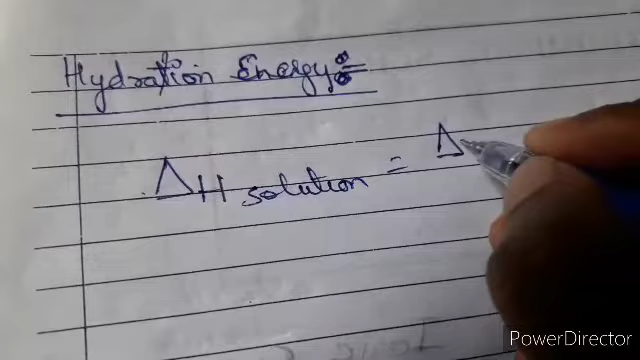 Hydration Energy:-
ΔH solution = Δ
PowerDirector